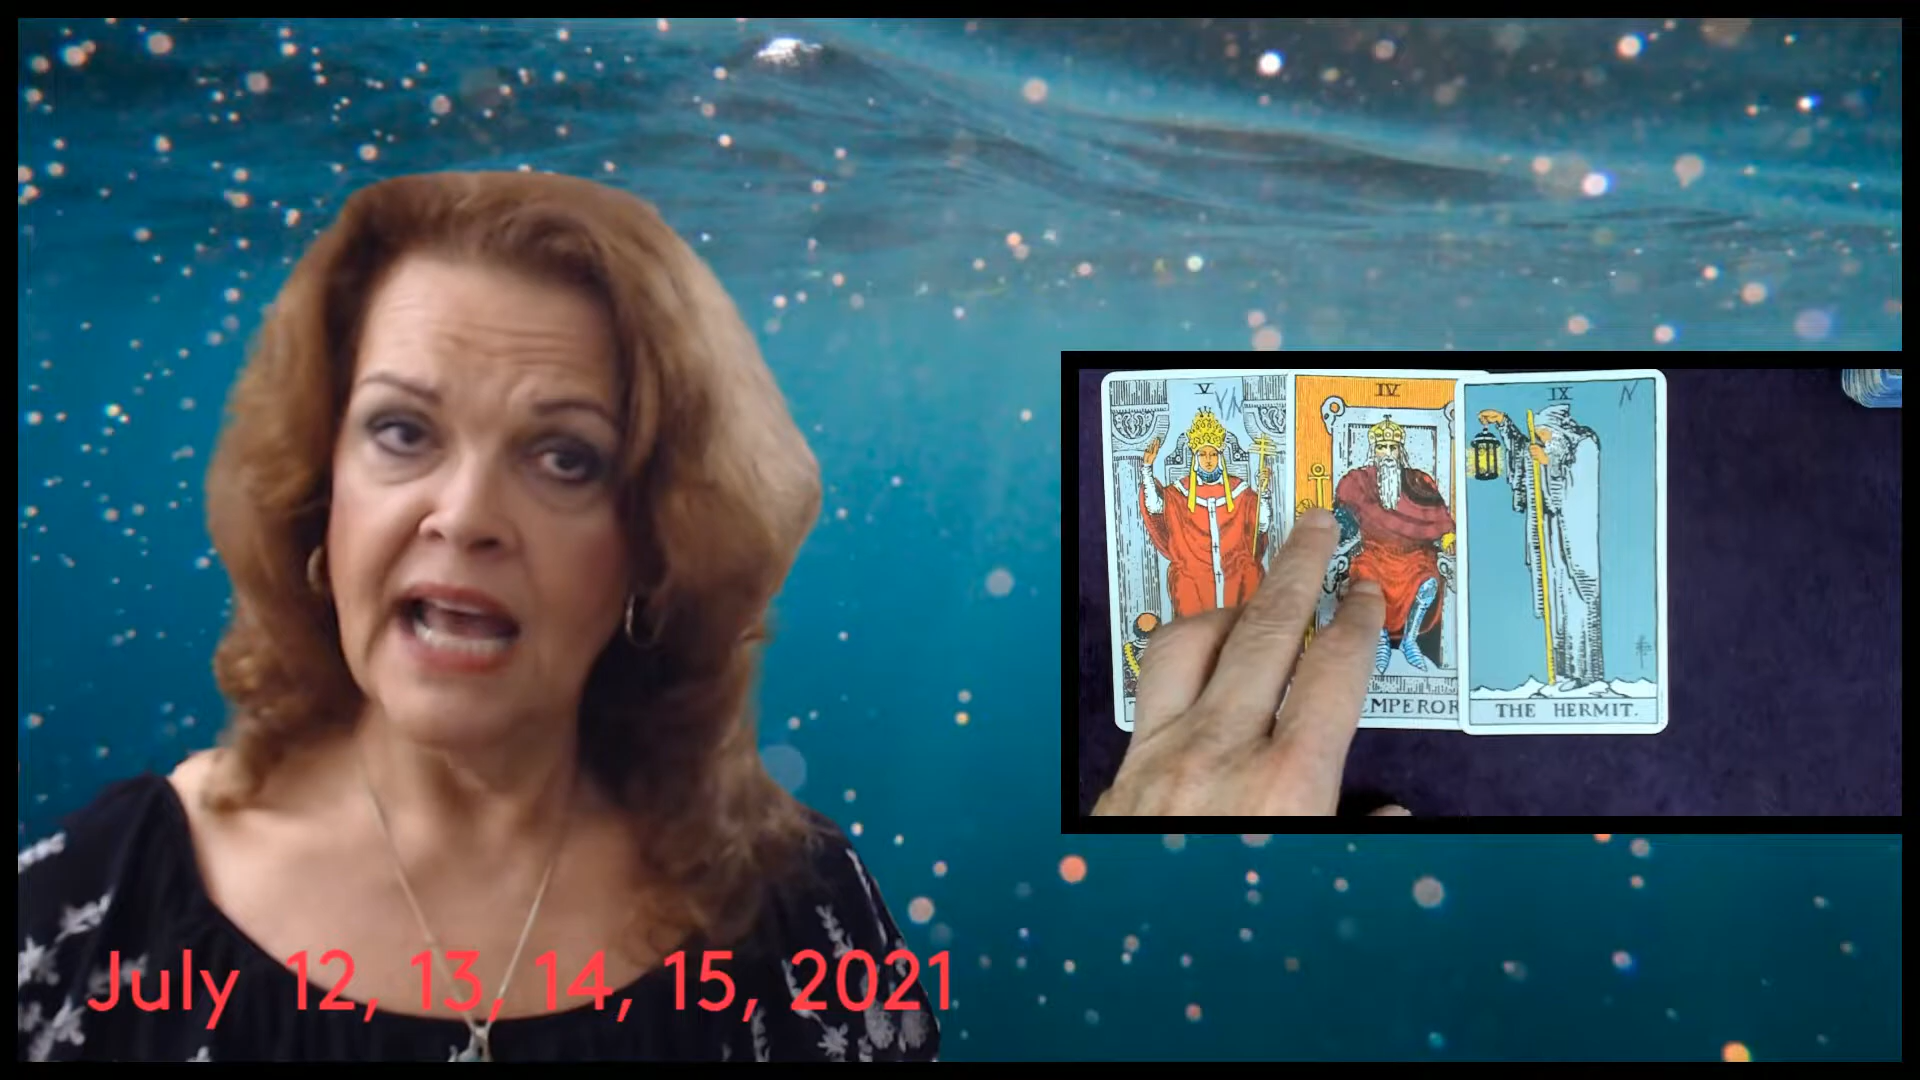 V
Y/N
IV
IX
N
EMPEROR
THE HERMIT.
July 12, 13, 14, 15, 2021